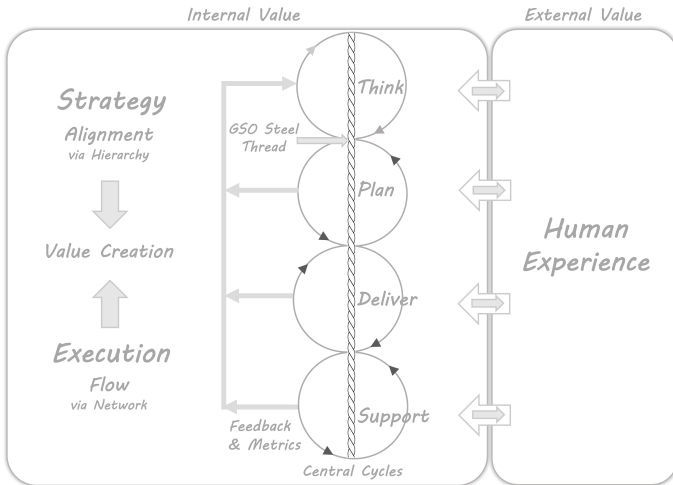 Internal Value
External Value
Strategy
Alignment
via Hierarchy
Value Creation
Execution
Flow
via Network
GSO Steel
Thread
Think
Plan
Deliver
Support
Feedback
& Metrics
Central Cycles
Human
Experience